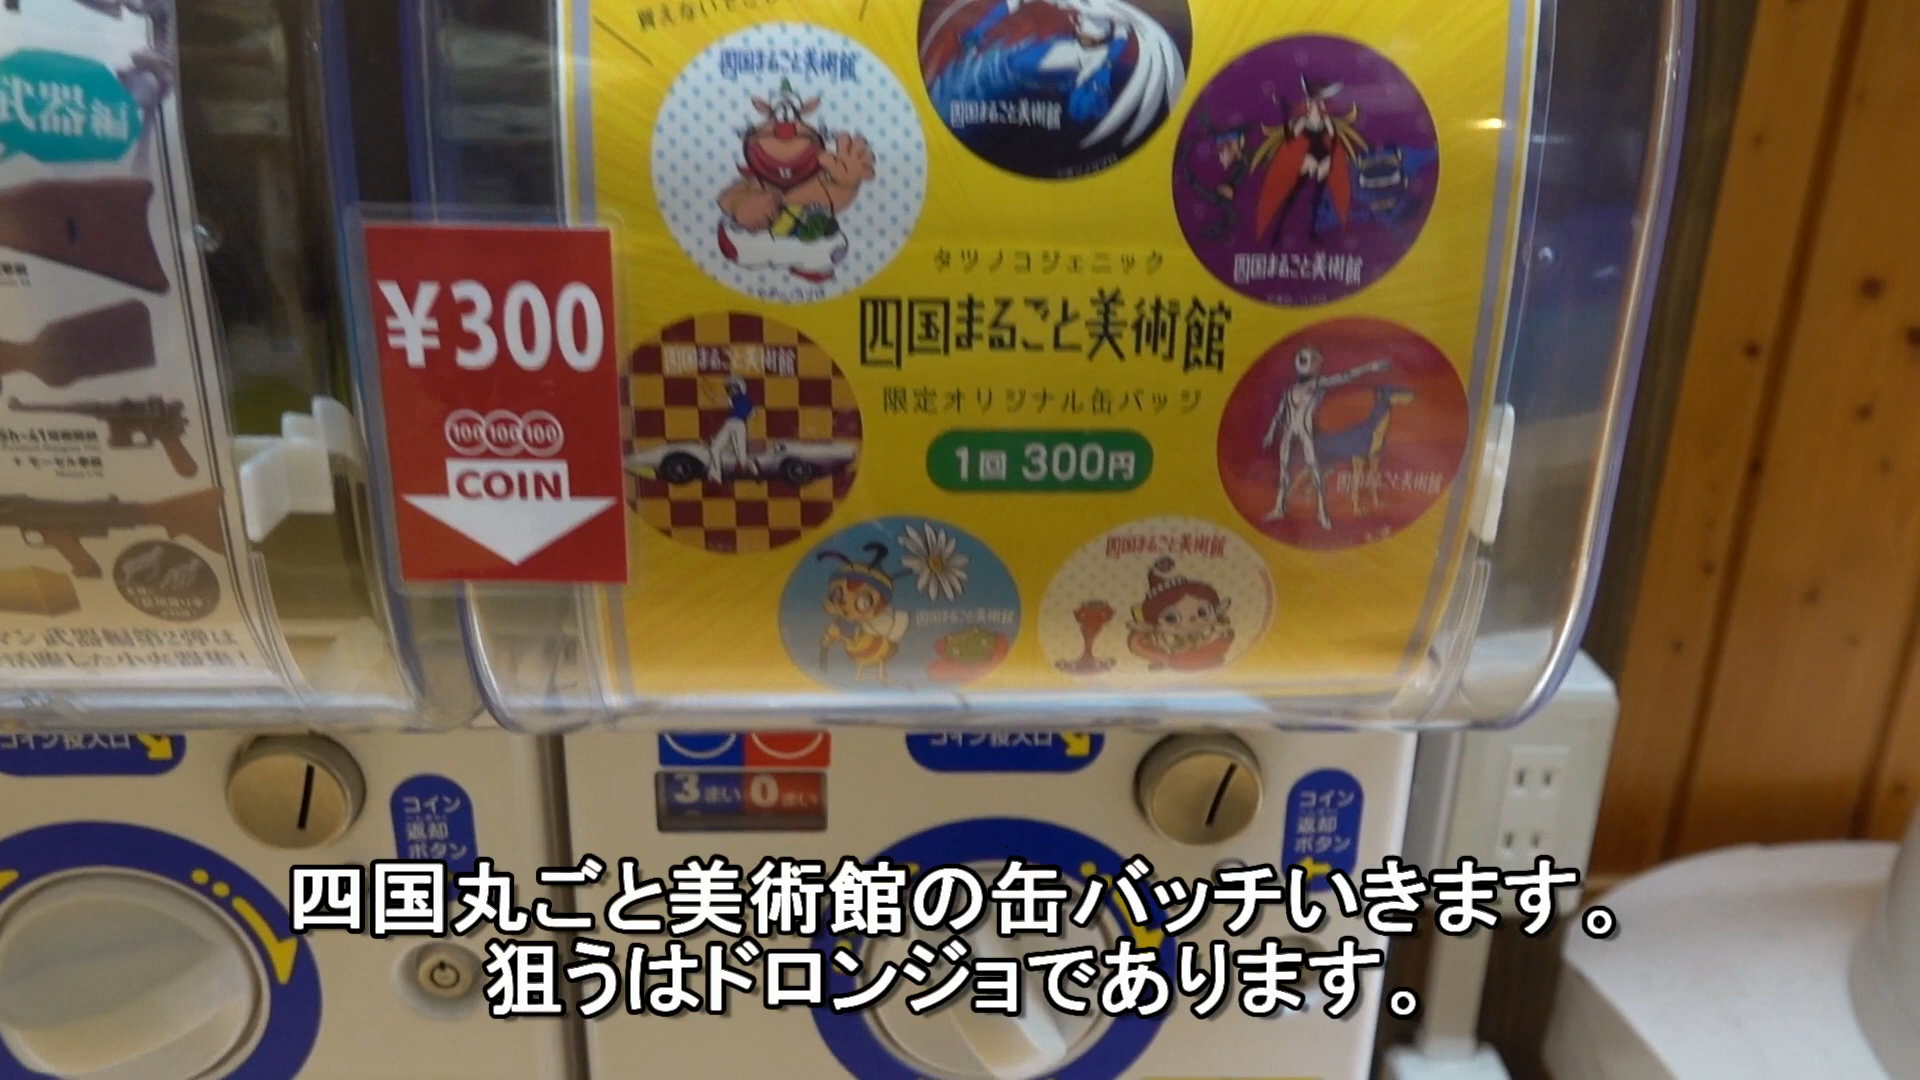 四国まるごと美術館
四国まるごと美術館
四国まるごと美術館
武器編
¥300
100 100 100
COIN
タツノコジェニック
四国まるごと美術館
限定オリジナル缶バッジ
1回 300円
四国まるごと美術館
四国まるごと美術館
四国まるごと美術館
四国まるごと美術館
+ モーゼル拳銃
コイン投入口
コイン投入口
3まい 0まい
コイン
返却
ボタン
コイン
返却
ボタン
四国丸ごと美術館の缶バッチいきます。
狙うはドロンジョであります。